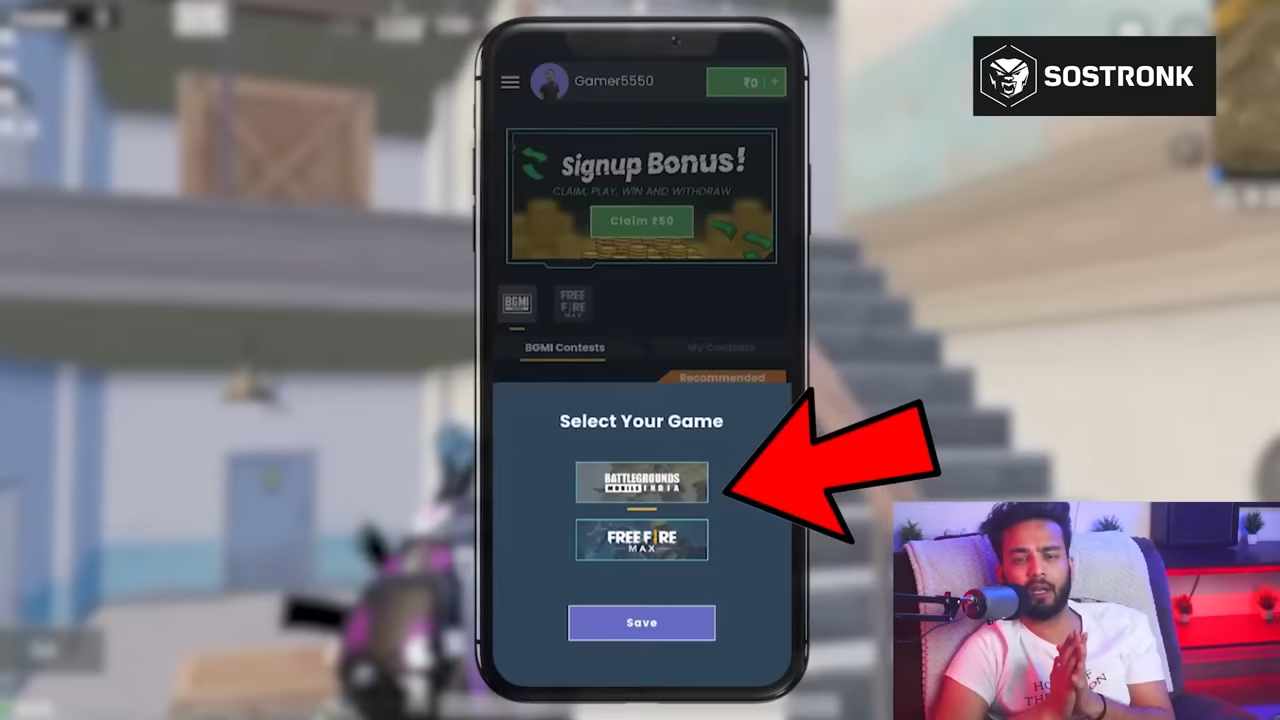 SOSTRONK
Gamer5550
₹0 | +
Signup Bonus!
CLAIM, PLAY, WIN AND WITHDRAW
Claim ₹50
BGMI
FREE
FIRE
MAX
BGMI Contests
My Contests
Recommended
Select Your Game
BATTLEGROUNDS
MOBILE INDIA
FREE FIRE
MAX
Save